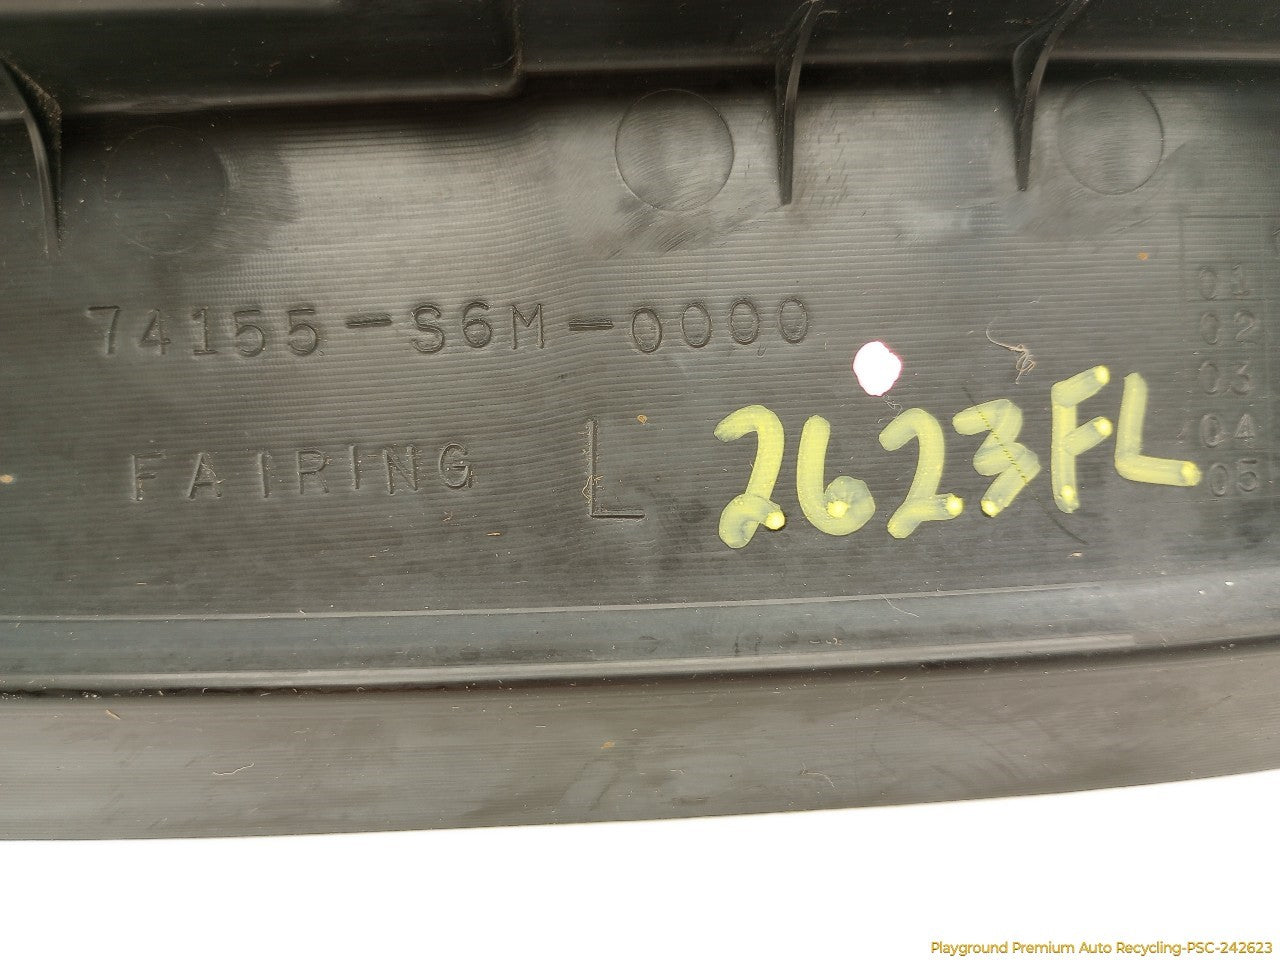 74155-S6M-0000
FAIRING L
2623FL
01
02
03
04
05
Playground Premium Auto Recycling-PSC-242623